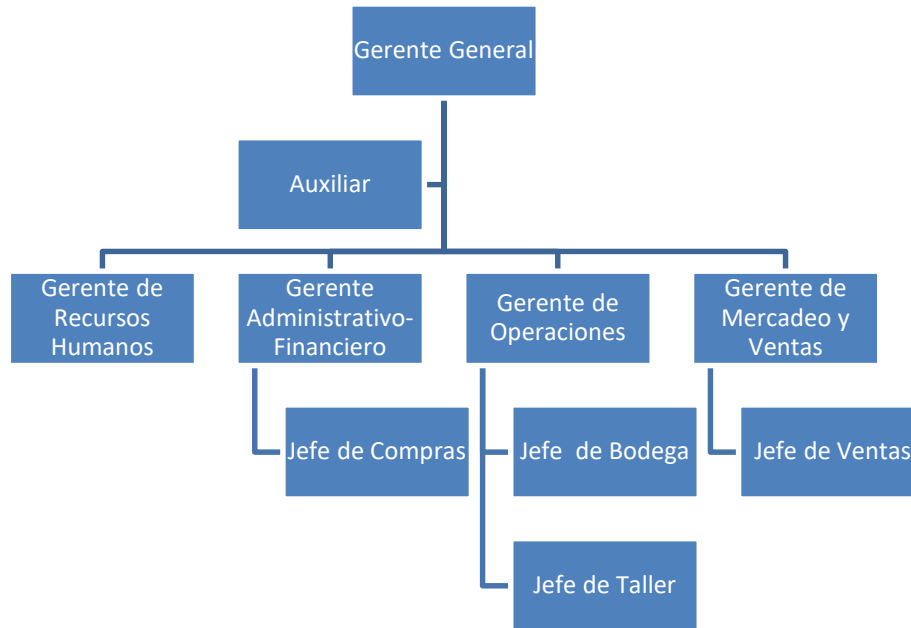 Gerente General
Auxiliar
Gerente de
Recursos
Humanos
Gerente
Administrativo-
Financiero
Gerente de
Operaciones
Gerente de
Mercadeo y
Ventas
Jefe de Compras
Jefe  de Bodega
Jefe de Ventas
Jefe de Taller